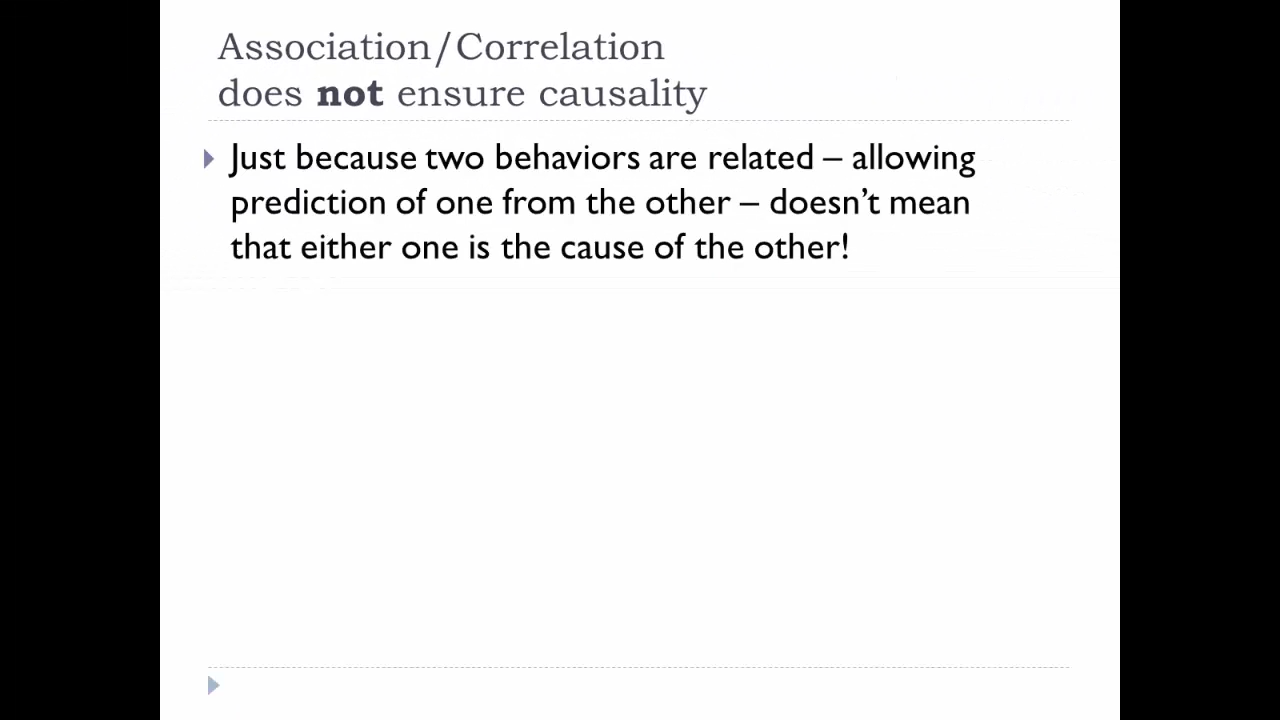 Association/Correlation
does not ensure causality
Just because two behaviors are related – allowing
prediction of one from the other – doesn’t mean
that either one is the cause of the other!